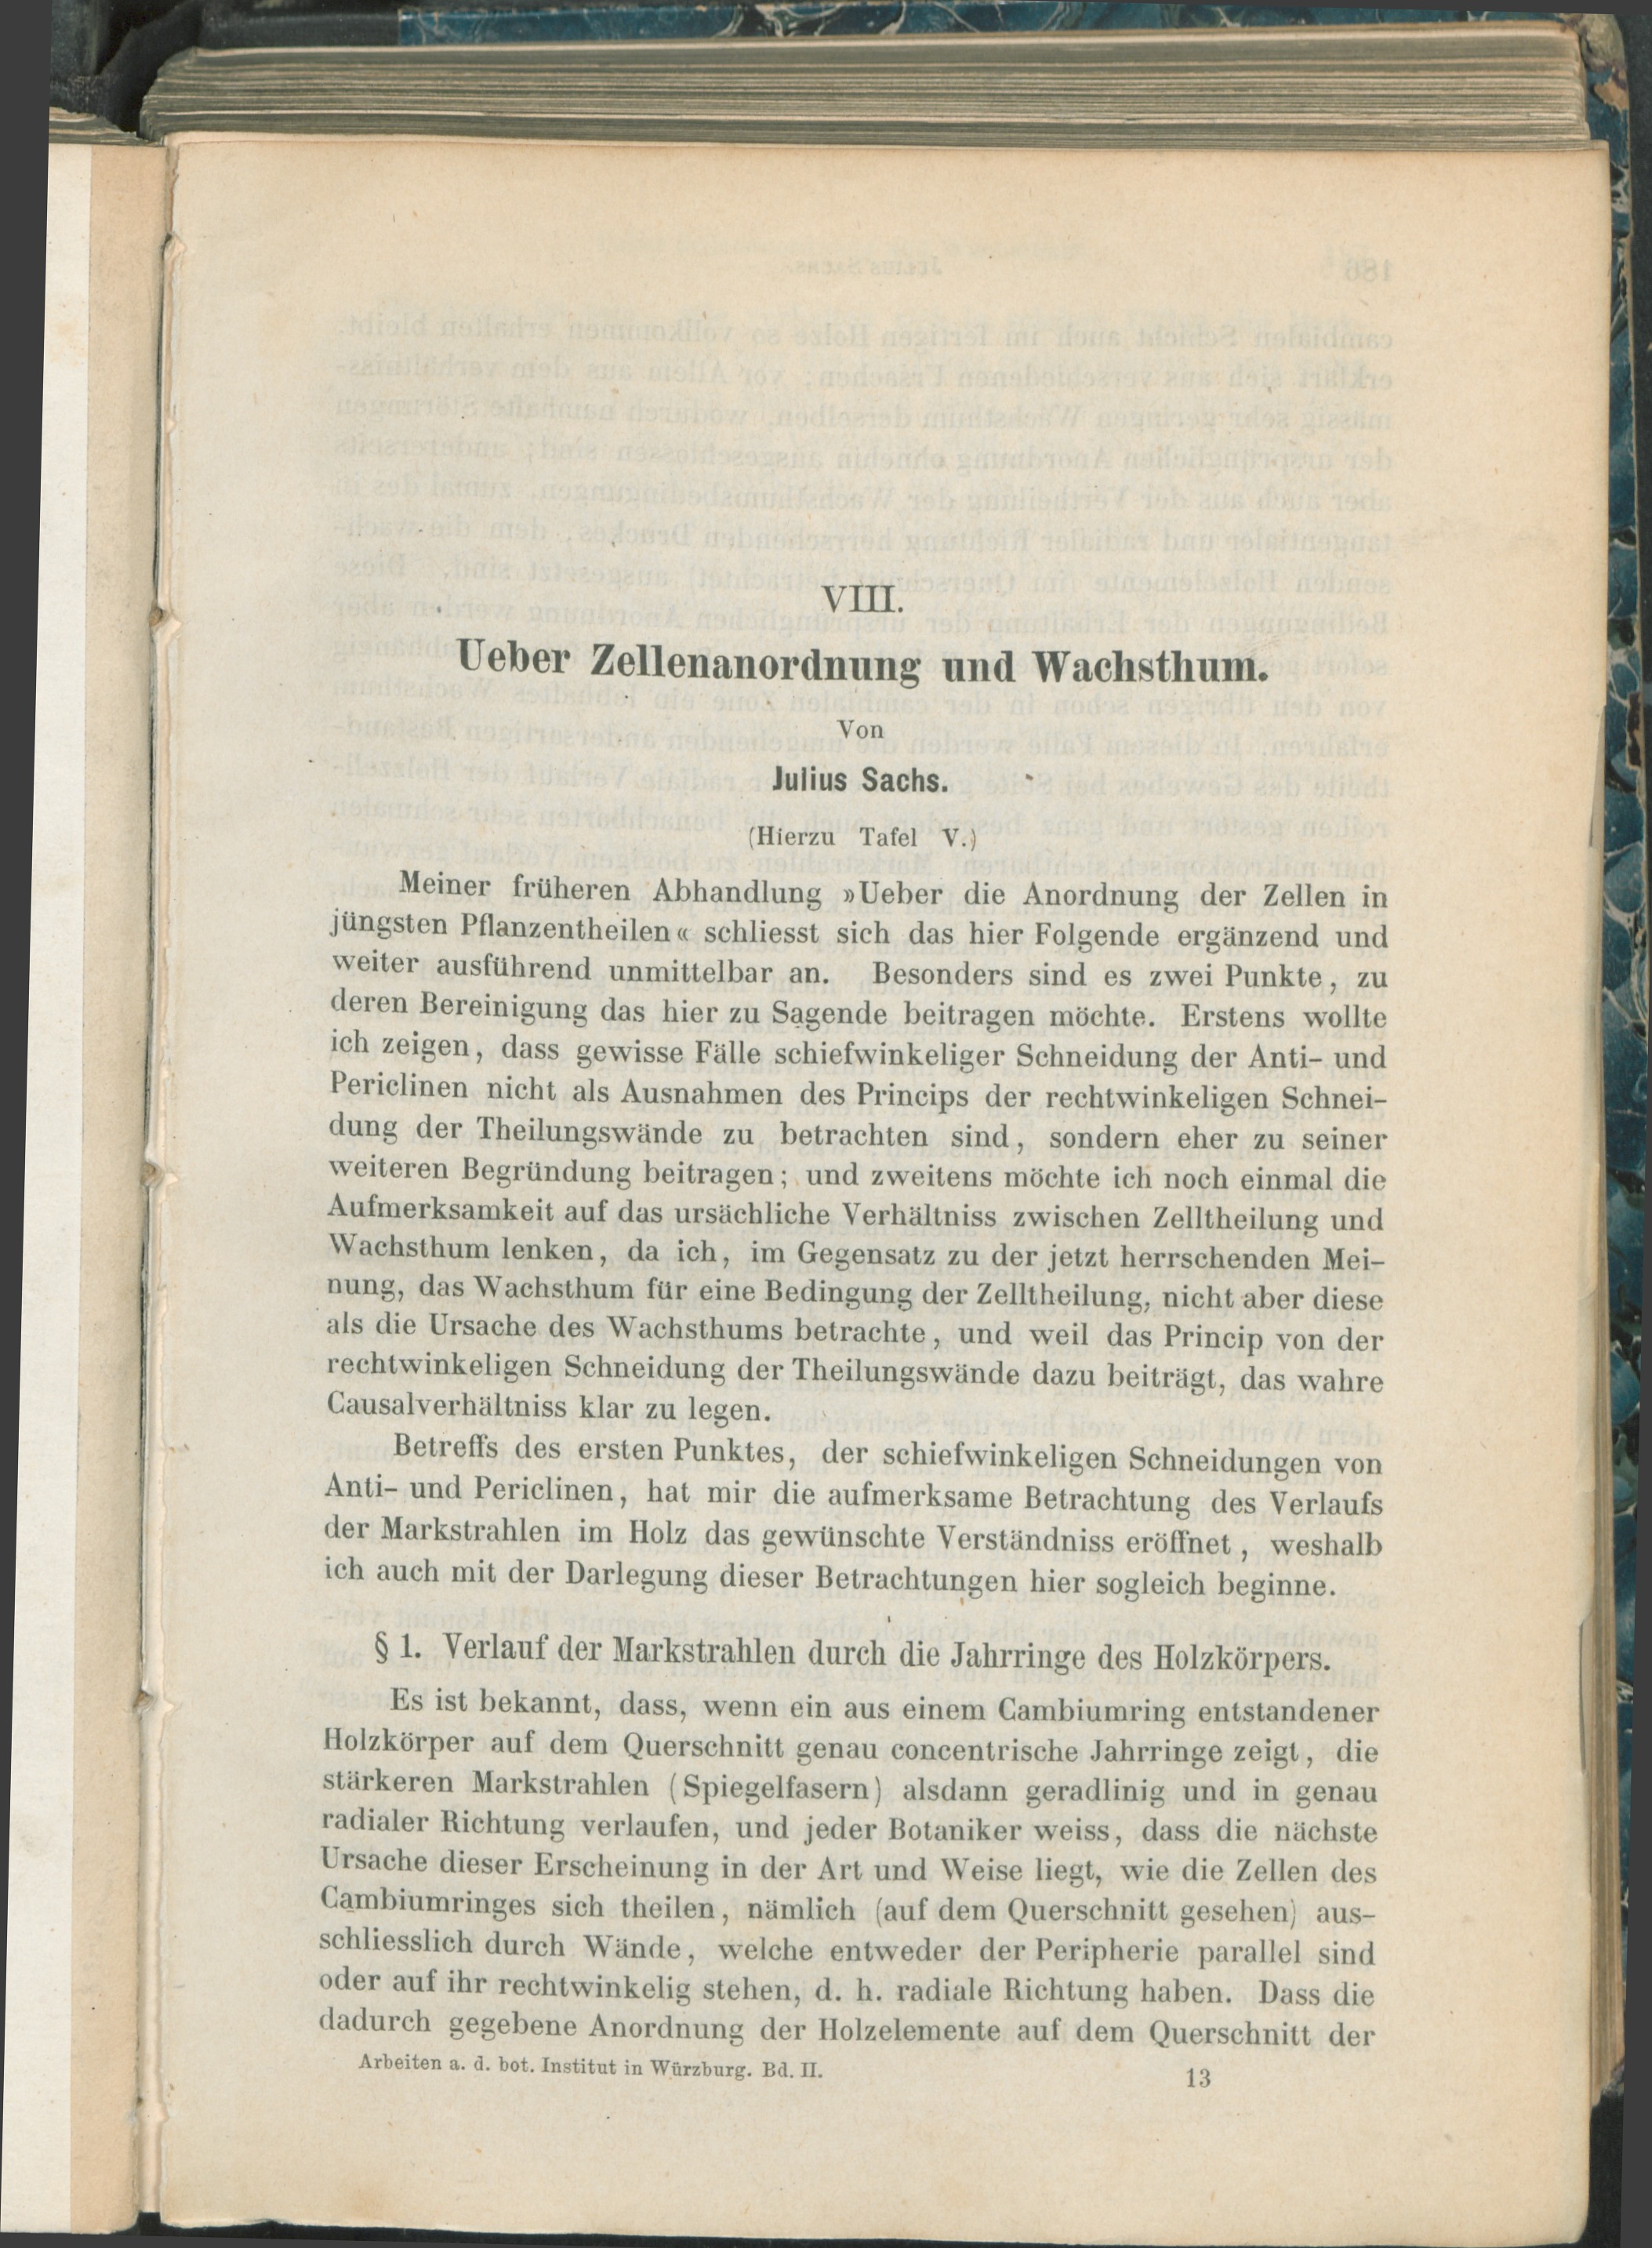 VIII.
Ueber Zellenanordnung und Wachsthum.
Von
Julius Sachs.
(Hierzu Tafel V.)
Meiner früheren Abhandlung »Ueber die Anordnung der Zellen in
jüngsten Pflanzentheilen« schliesst sich das hier Folgende ergänzend und
weiter ausführend unmittelbar an. Besonders sind es zwei Punkte, zu
deren Bereinigung das hier zu Sagende beitragen möchte. Erstens wollte
ich zeigen, dass gewisse Fälle schiefwinkeliger Schneidung der Anti- und
Periclinen nicht als Ausnahmen des Princips der rechtwinkeligen Schnei-
dung der Theilungswände zu betrachten sind, sondern eher zu seiner
weiteren Begründung beitragen; und zweitens möchte ich noch einmal die
Aufmerksamkeit auf das ursächliche Verhältniss zwischen Zelltheilung und
Wachsthum lenken, da ich, im Gegensatz zu der jetzt herrschenden Mei-
nung, das Wachsthum für eine Bedingung der Zelltheilung, nicht aber diese
als die Ursache des Wachsthums betrachte, und weil das Princip von der
rechtwinkeligen Schneidung der Theilungswände dazu beiträgt, das wahre
Causalverhältniss klar zu legen.
Betreffs des ersten Punktes, der schiefwinkeligen Schneidungen von
Anti- und Periclinen, hat mir die aufmerksame Betrachtung des Verlaufs
der Markstrahlen im Holz das gewünschte Verständniss eröffnet, weshalb
ich auch mit der Darlegung dieser Betrachtungen hier sogleich beginne.
§ 1. Verlauf der Markstrahlen durch die Jahrringe des Holzkörpers.
Es ist bekannt, dass, wenn ein aus einem Cambiumring entstandener
Holzkörper auf dem Querschnitt genau concentrische Jahrringe zeigt, die
stärkeren Markstrahlen (Spiegelfasern) alsdann geradlinig und in genau
radialer Richtung verlaufen, und jeder Botaniker weiss, dass die nächste
Ursache dieser Erscheinung in der Art und Weise liegt, wie die Zellen des
Cambiumringes sich theilen, nämlich (auf dem Querschnitt gesehen) aus-
schliesslich durch Wände, welche entweder der Peripherie parallel sind
oder auf ihr rechtwinkelig stehen, d. h. radiale Richtung haben. Dass die
dadurch gegebene Anordnung der Holzelemente auf dem Querschnitt der
Arbeiten a. d. bot. Institut in Würzburg. Bd. II.
13